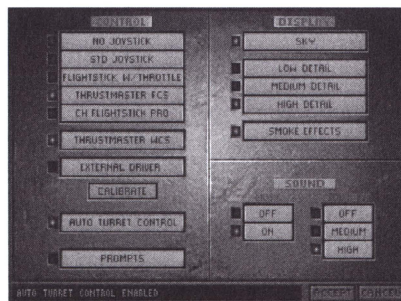 CONTROL
NO JOYSTICK
STD JOYSTICK
FLIGHTSTICK W/THROTTLE
THRUSTMASTER FCS
CH FLIGHTSTICK PRO
THRUSTMASTER WCS
EXTERNAL DRIVER
CALIBRATE
AUTO TURRET CONTROL
PROMPTS
DISPLAY
SKY
LOW DETAIL
MEDIUM DETAIL
HIGH DETAIL
SMOKE EFFECTS
SOUND
OFF
ON
OFF
MEDIUM
HIGH
AUTO TURRET CONTROL ENABLED
ACCEPT CANCEL